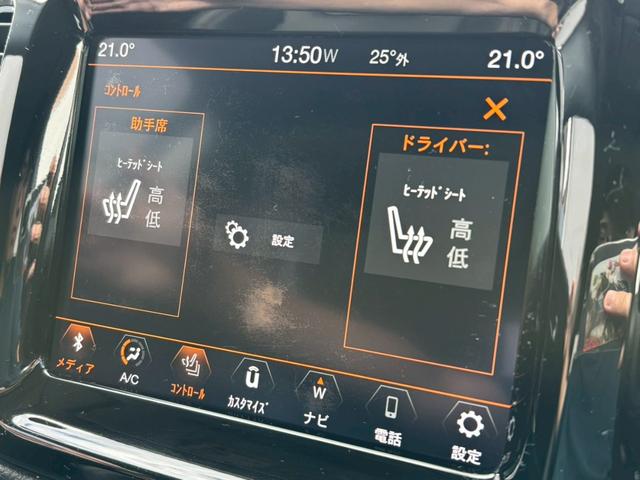 21.0°
13:50W
25°外
21.0°
コントロール
助手席
ヒーテッドシート
高
低
設定
ドライバー:
ヒーテッドシート
高
低
メディア
A/C
コントロール
u
カスタマイズ
W
ナビ
電話
設定